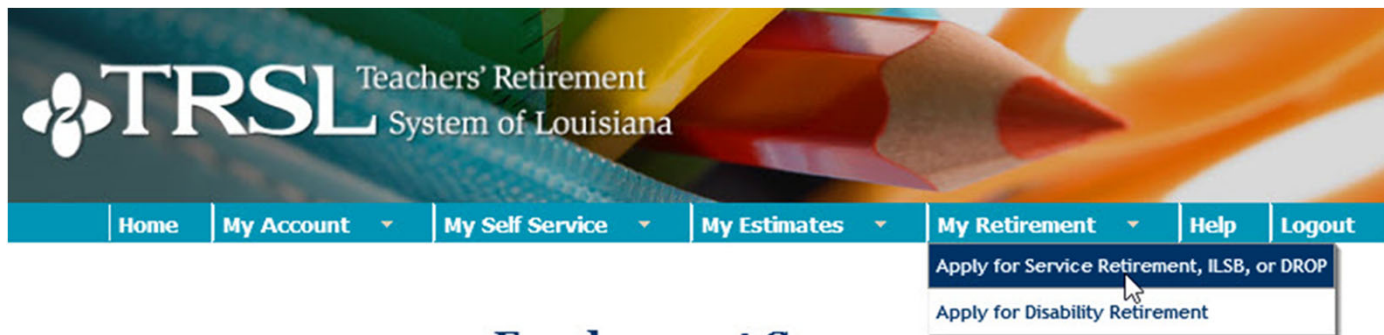 TRSL Teachers' Retirement
System of Louisiana
Home My Account My Self Service My Estimates My Retirement Help Logout
Apply for Service Retirement, ILSB, or DROP
Apply for Disability Retirement